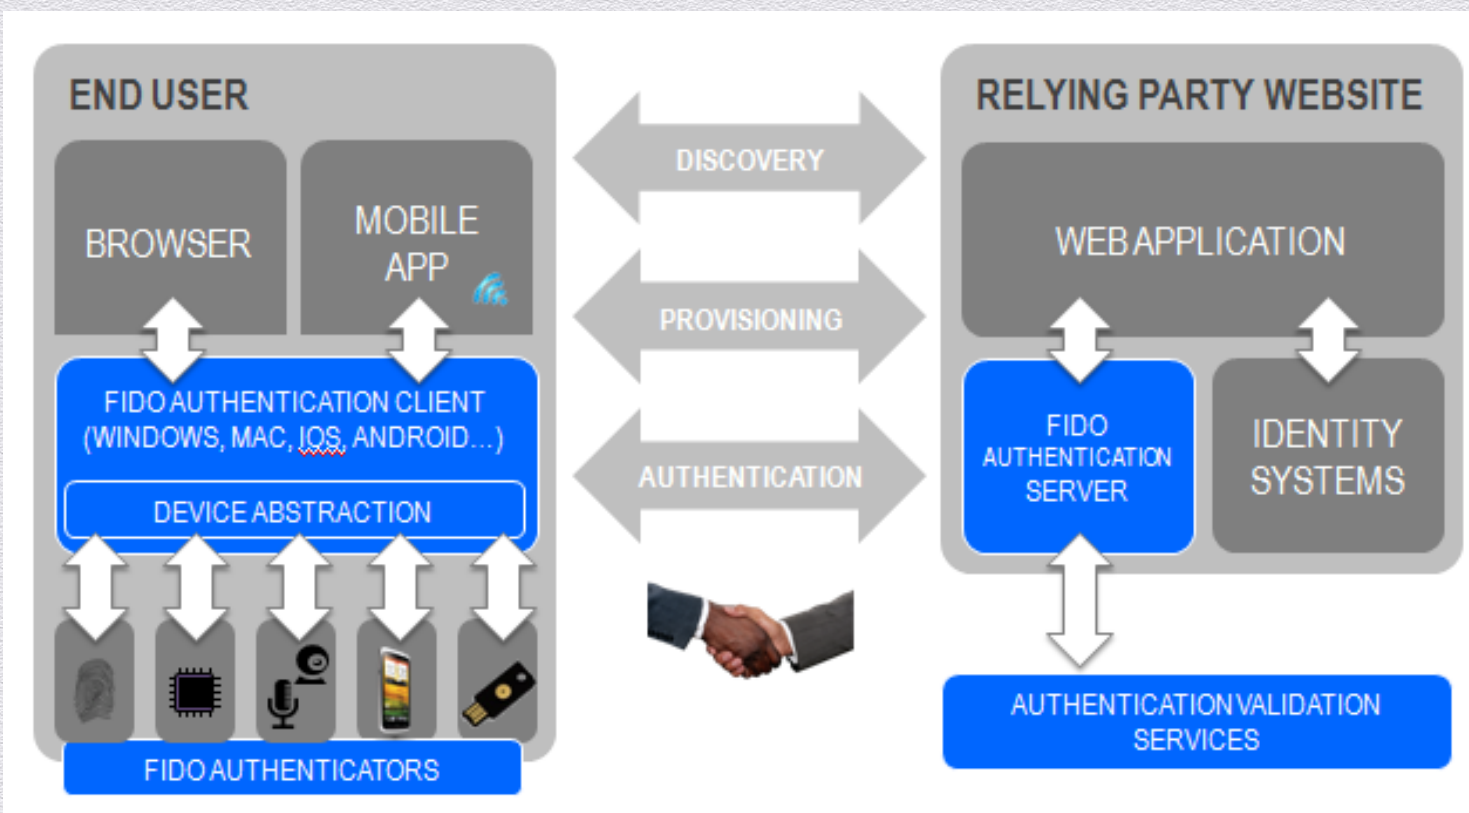 END USER
BROWSER
MOBILE
APP
FIDO AUTHENTICATION CLIENT
(WINDOWS, MAC, IOS, ANDROID...)
DEVICE ABSTRACTION
FIDO AUTHENTICATORS
DISCOVERY
PROVISIONING
AUTHENTICATION
RELYING PARTY WEBSITE
WEB APPLICATION
FIDO
AUTHENTICATION
SERVER
IDENTITY
SYSTEMS
AUTHENTICATION VALIDATION
SERVICES